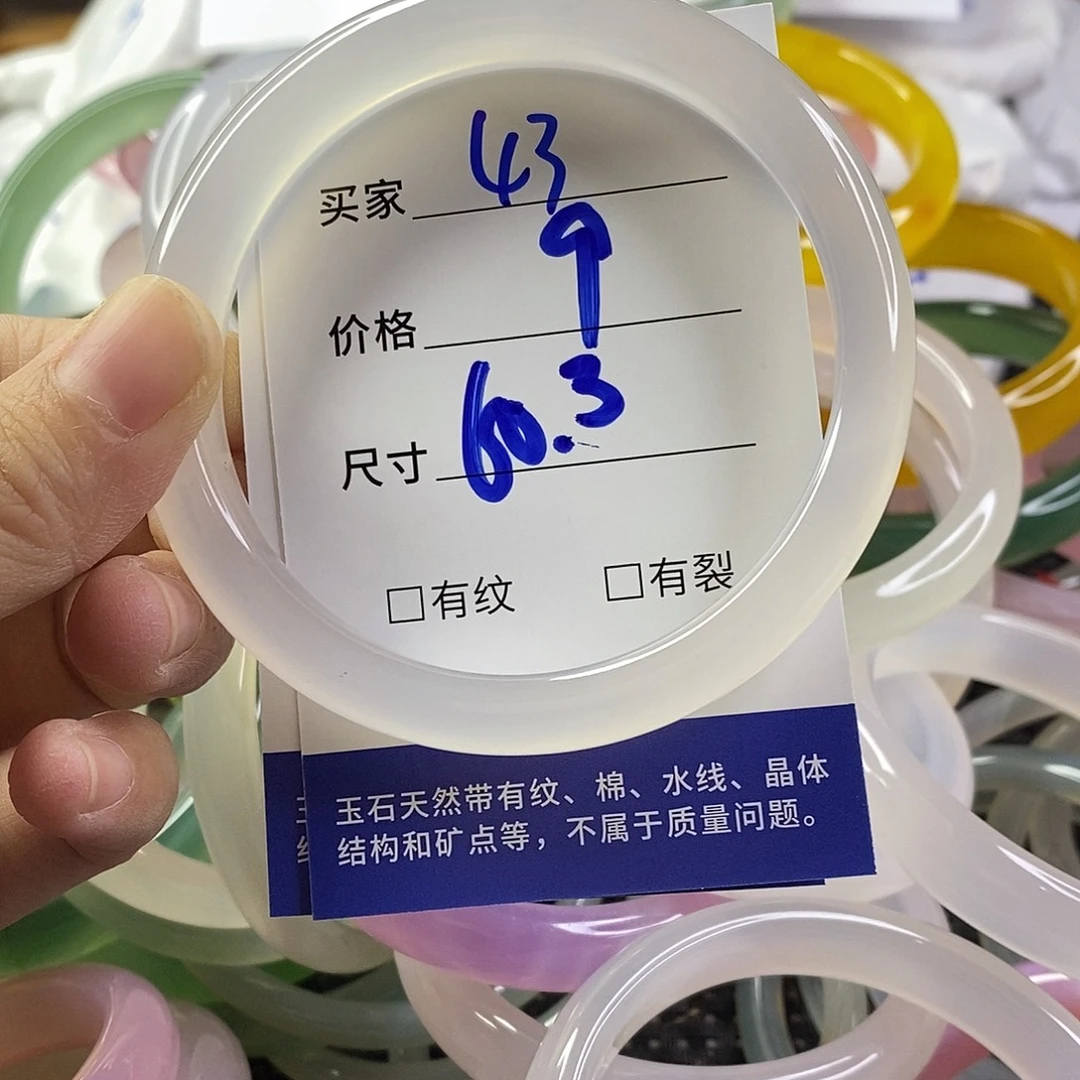 买家 43
价格 9
尺寸 60.3
□有纹 □有裂
玉石天然带有纹、棉、水线、晶体
结构和矿点等，不属于质量问题。